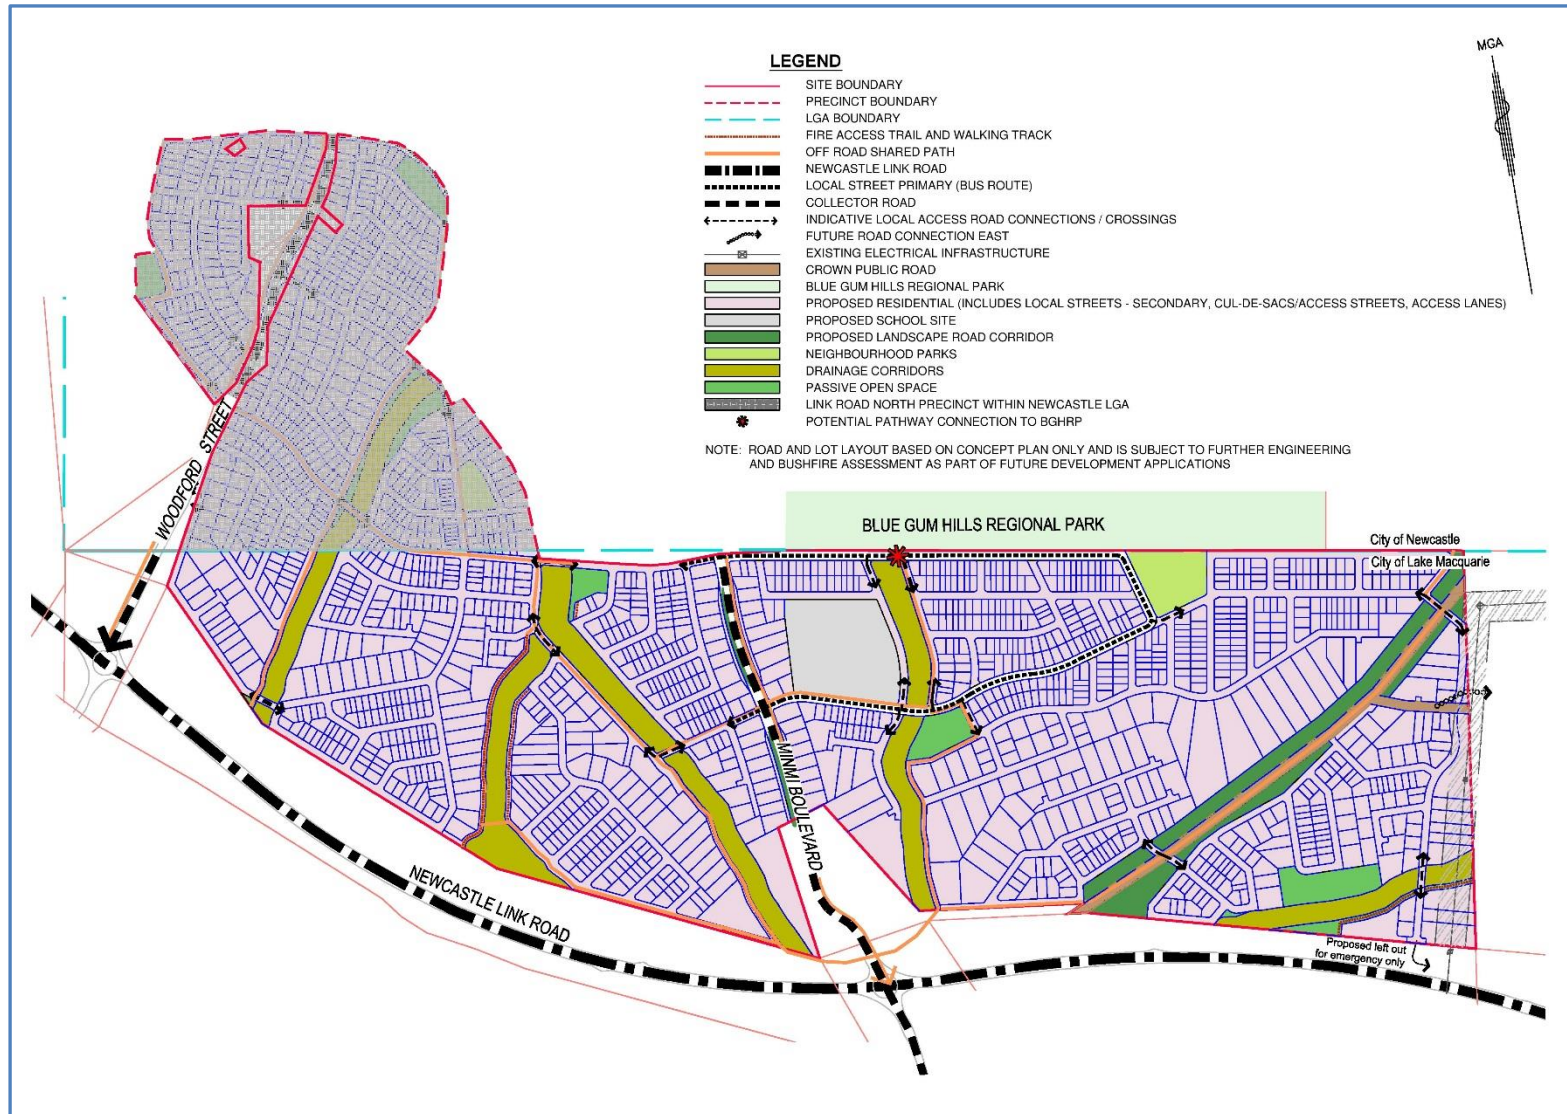 MGA
LEGEND
SITE BOUNDARY
PRECINCT BOUNDARY
LGA BOUNDARY
FIRE ACCESS TRAIL AND WALKING TRACK
OFF ROAD SHARED PATH
NEWCASTLE LINK ROAD
LOCAL STREET PRIMARY (BUS ROUTE)
COLLECTOR ROAD
INDICATIVE LOCAL ACCESS ROAD CONNECTIONS / CROSSINGS
FUTURE ROAD CONNECTION EAST
EXISTING ELECTRICAL INFRASTRUCTURE
CROWN PUBLIC ROAD
BLUE GUM HILLS REGIONAL PARK
PROPOSED RESIDENTIAL (INCLUDES LOCAL STREETS - SECONDARY, CUL-DE-SACS/ACCESS STREETS, ACCESS LANES)
PROPOSED SCHOOL SITE
PROPOSED LANDSCAPE ROAD CORRIDOR
NEIGHBOURHOOD PARKS
DRAINAGE CORRIDORS
PASSIVE OPEN SPACE
LINK ROAD NORTH PRECINCT WITHIN NEWCASTLE LGA
POTENTIAL PATHWAY CONNECTION TO BGHRP
NOTE: ROAD AND LOT LAYOUT BASED ON CONCEPT PLAN ONLY AND IS SUBJECT TO FURTHER ENGINEERING
AND BUSHFIRE ASSESSMENT AS PART OF FUTURE DEVELOPMENT APPLICATIONS
WOODFORD STREET
BLUE GUM HILLS REGIONAL PARK
City of Newcastle
City of Lake Macquarie
MINMI BOULEVARD
NEWCASTLE LINK ROAD
Proposed left out
for emergency only